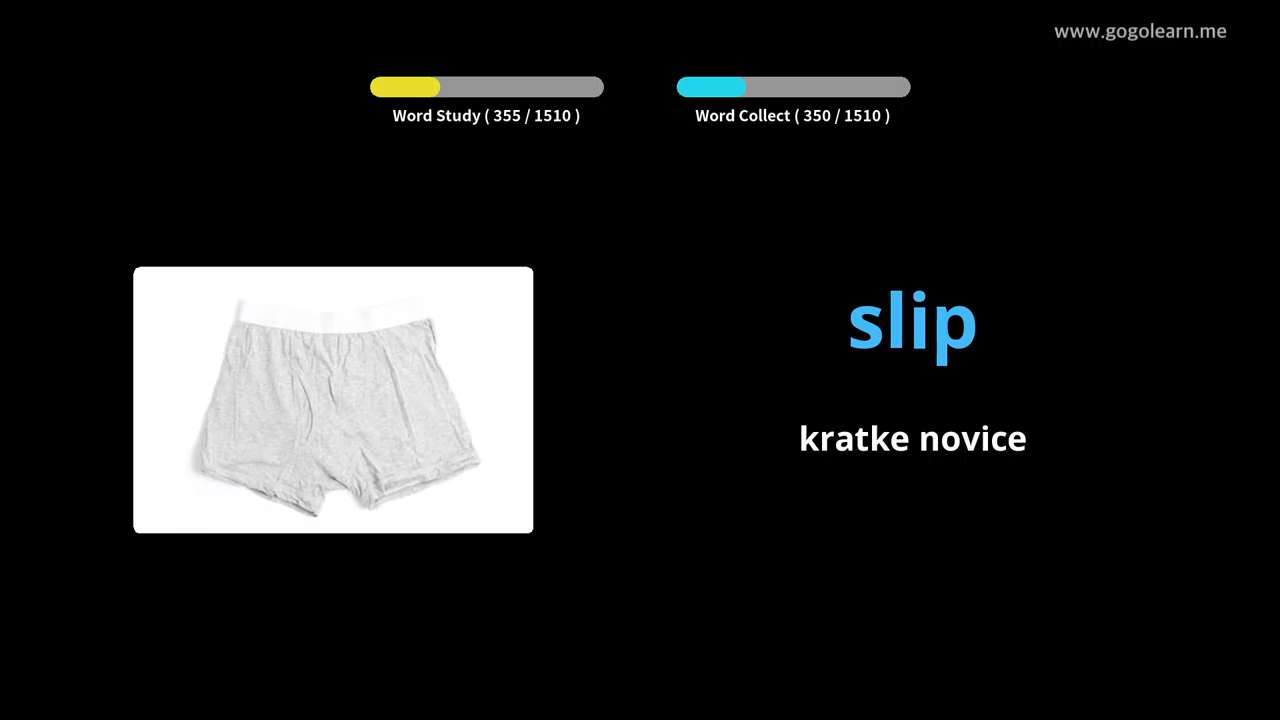 www.gogolearn.me
Word Study ( 355 / 1510 )
Word Collect ( 350 / 1510 )
slip
kratke novice